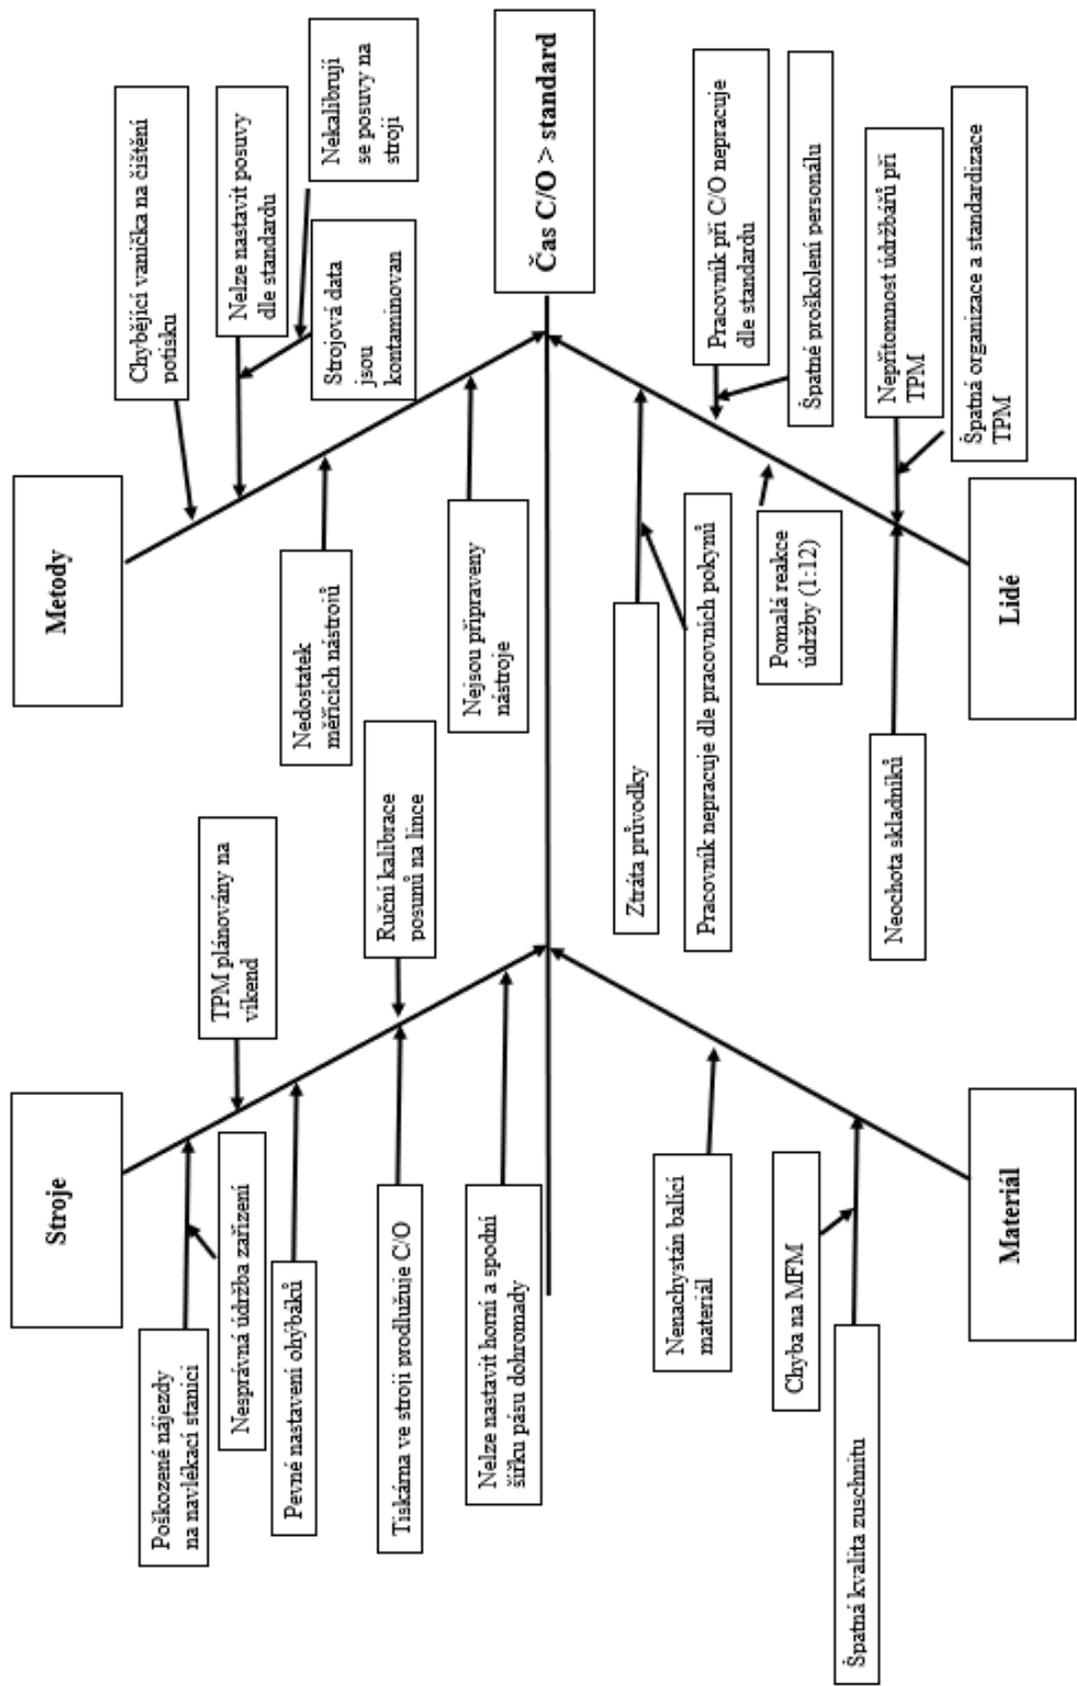 Stroje
Metody
Poškozené nájezdy
na navlékací stanici
Nesprávná údržba zařízení
TPM plánovány na
víkend
Pevné nastavení ohýbáků
Tiskárna ve stroji prodlužuje C/O
Ruční kalibrace
posunů na lince
Nelze nastavit horní a spodní
šířku pásu dohromady
Chybějící vanička na čištění
potisku
Nelze nastavit posuvy
dle standardu
Nekalibrují
se posuvy na
stroji
Strojová data
jsou
kontaminovan
Nedostatek
měřících nástrojů
Nejsou připraveny
nástroje
Čas C/O > standard
Nenachystán balící
materiál
Chyba na MFM
Špatná kvalita zuschnitu
Ztráta průvodky
Pracovník nepracuje dle pracovních pokynů
Pracovník při C/O nepracuje
dle standardu
Špatné proškolení personálu
Pomalá reakce
údržby (1:12)
Nepřítomnost údržbářů při
TPM
Neochota skladníků
Špatná organizace a standardizace
TPM
Materiál
Lidé